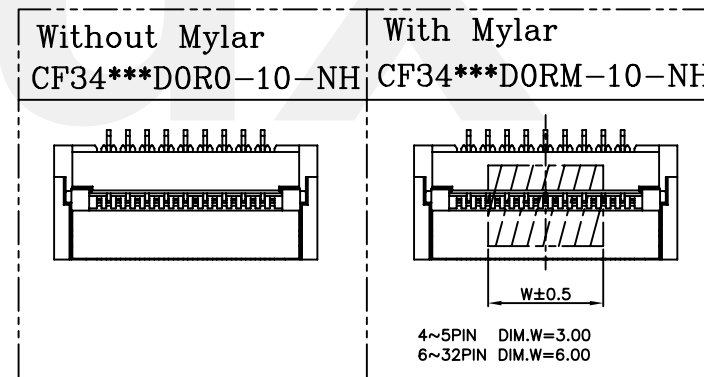 Without Mylar
CF34***D0R0-10-NH
With Mylar
CF34***D0RM-10-NH
W±0.5
4~5PIN DIM.W=3.00
6~32PIN DIM.W=6.00